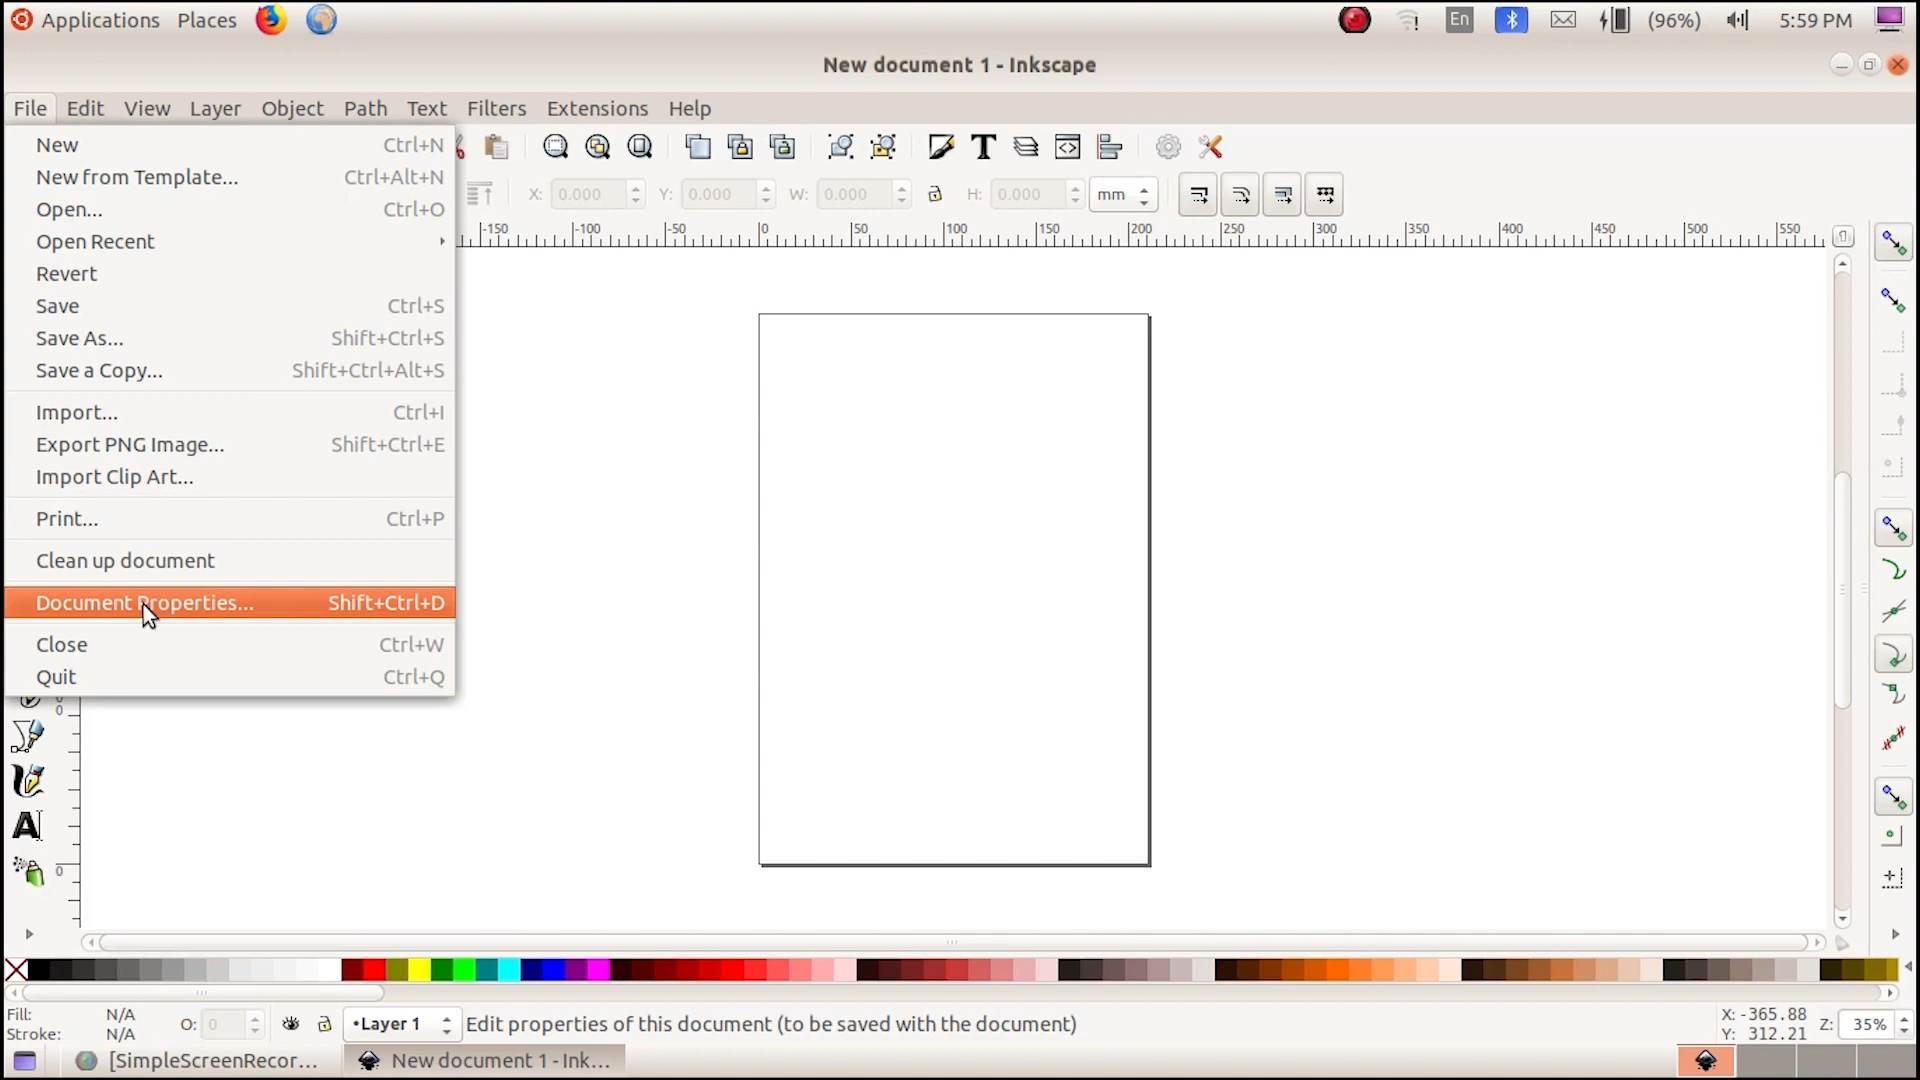 Applications Places En (96%) 5:59 PM
New document 1 - Inkscape
File Edit View Layer Object Path Text Filters Extensions Help
New Ctrl+N
New from Template... Ctrl+Alt+N
X: 0.000 Y: 0.000 W: 0.000 H: 0.000 mm
Open... Ctrl+O
-150 -100 -50 0 50 100 150 200 250 300 350 400 450 500 550
Open Recent
Revert
Save Ctrl+S
Save As... Shift+Ctrl+S
Save a Copy... Shift+Ctrl+Alt+S
Import... Ctrl+I
Export PNG Image... Shift+Ctrl+E
Import Clip Art...
Print... Ctrl+P
Clean up document
Document Properties... Shift+Ctrl+D
Close Ctrl+W
Quit Ctrl+Q
0
0
Fill: N/A
Stroke: N/A
O: 0
•Layer 1
Edit properties of this document (to be saved with the document)
X: -365.88
Y: 312.21
Z: 35%
[SimpleScreenRecor... New document 1 - Ink...